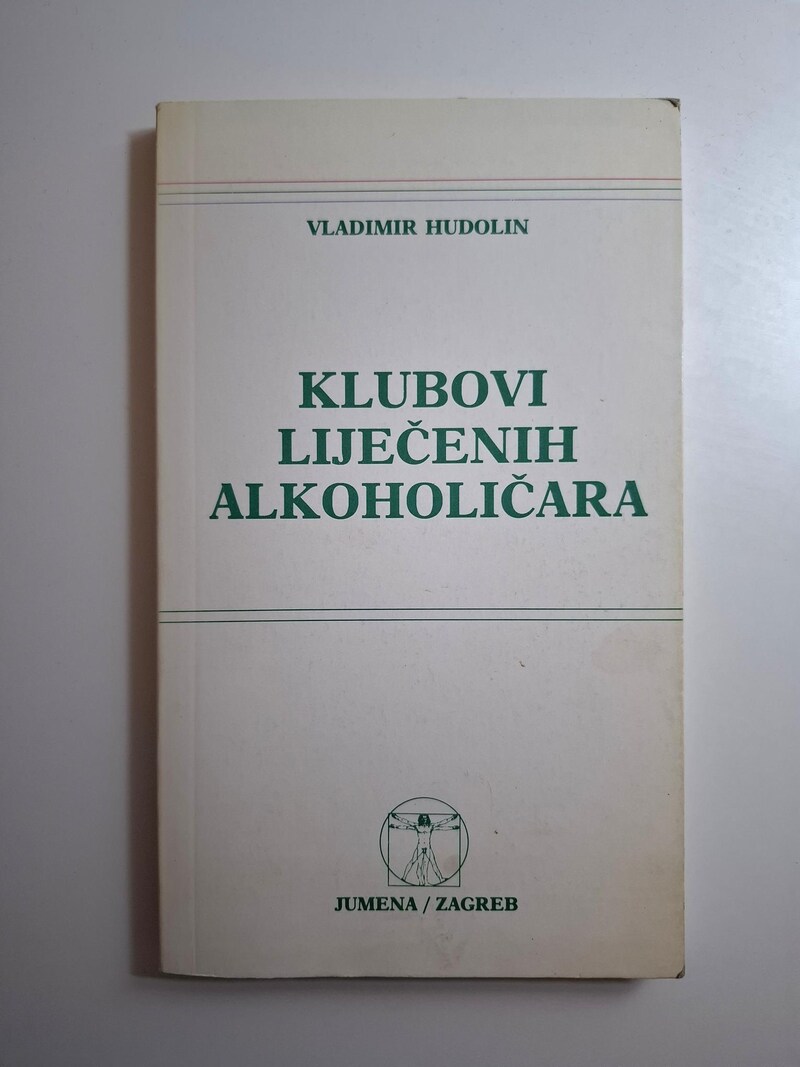 VLADIMIR HUDOLIN
KLUBOVI
LIJEČENIH
ALKOHOLIČARA
JUMENA / ZAGREB